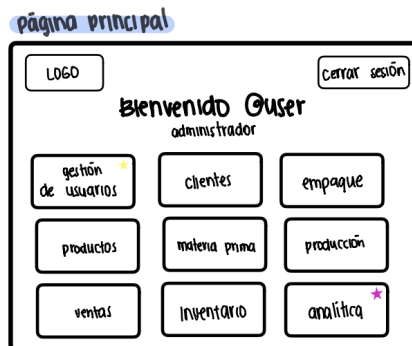 página principal
LOGO
cerrar sesión
Bienvenido @user
administrador
gestión
de usuarios
clientes
empaque
productos
materia prima
producción
ventas
Inventario
analítica